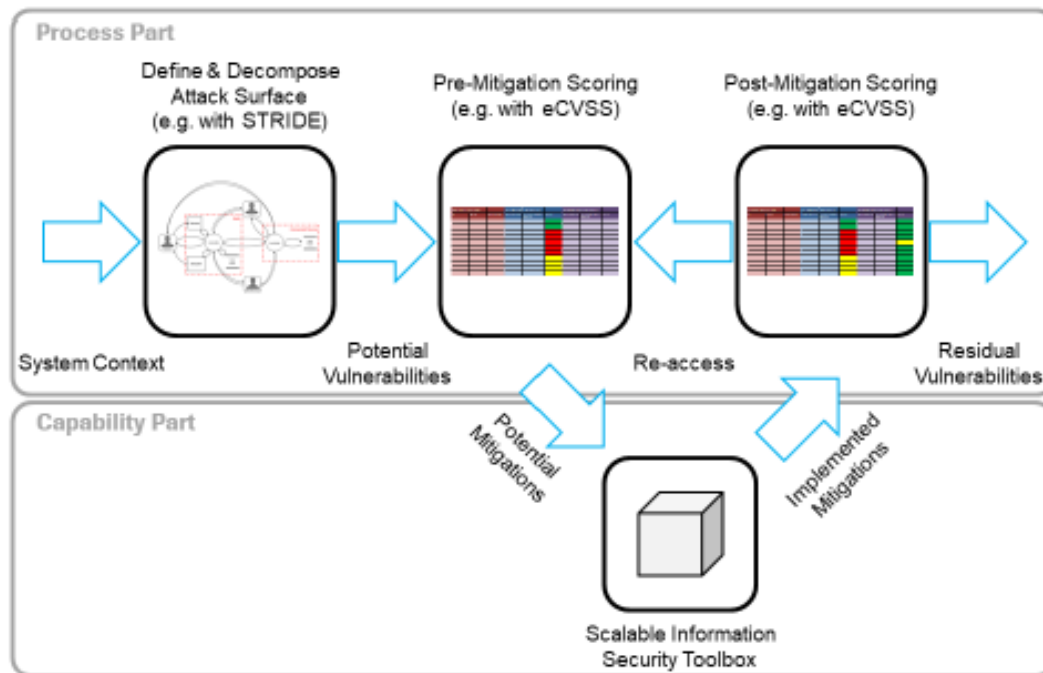 Process Part
Define & Decompose
Attack Surface
(e.g. with STRIDE)
Pre-Mitigation Scoring
(e.g. with eCVSS)
Post-Mitigation Scoring
(e.g. with eCVSS)
System Context
Potential
Vulnerabilities
Re-access
Residual
Vulnerabilities
Capability Part
Potential
Mitigations
Implemented
Mitigations
Scalable Information
Security Toolbox